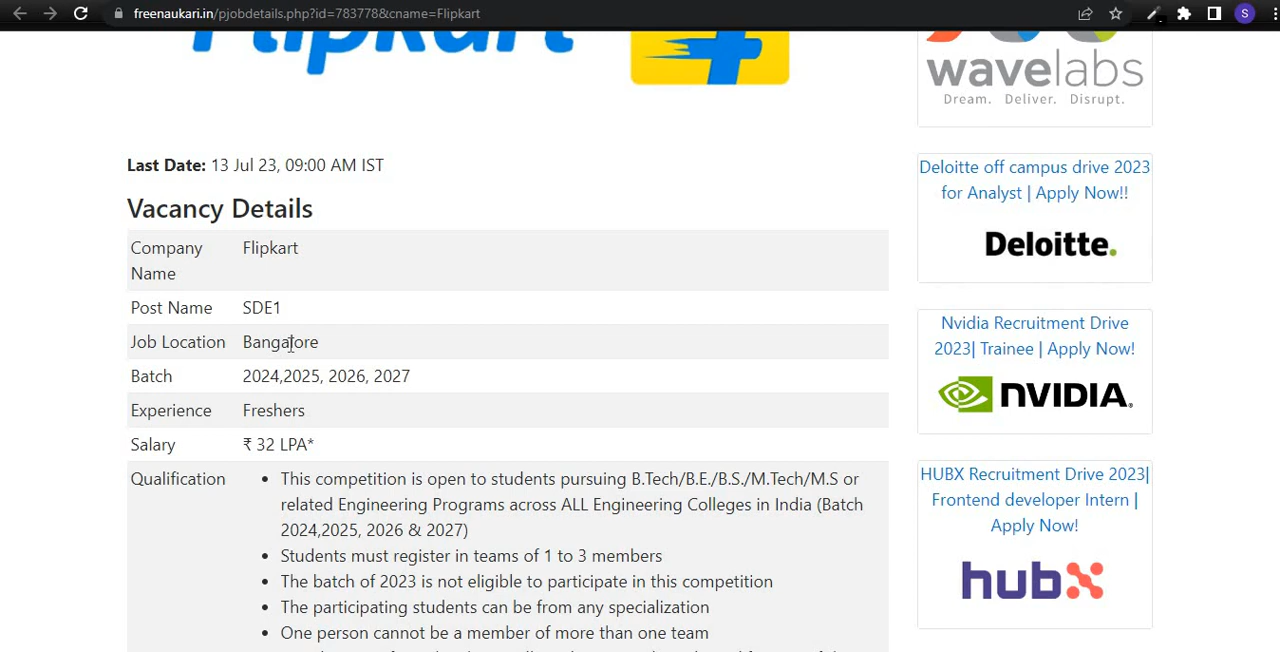 freenaukari.in/pjobdetails.php?id=783778&cname=Flipkart
S
Flipkart
wavelabs
Dream. Deliver. Disrupt.
Last Date: 13 Jul 23, 09:00 AM IST
Vacancy Details
Company Name Flipkart
Post Name SDE1
Job Location Bangalore
Batch 2024,2025, 2026, 2027
Experience Freshers
Salary ₹ 32 LPA*
Qualification
• This competition is open to students pursuing B.Tech/B.E./B.S./M.Tech/M.S or
related Engineering Programs across ALL Engineering Colleges in India (Batch
2024,2025, 2026 & 2027)
• Students must register in teams of 1 to 3 members
• The batch of 2023 is not eligible to participate in this competition
• The participating students can be from any specialization
• One person cannot be a member of more than one team
Deloitte off campus drive 2023
for Analyst | Apply Now!!
Deloitte.
Nvidia Recruitment Drive
2023| Trainee | Apply Now!
NVIDIA.
HUBX Recruitment Drive 2023|
Frontend developer Intern |
Apply Now!
hubx